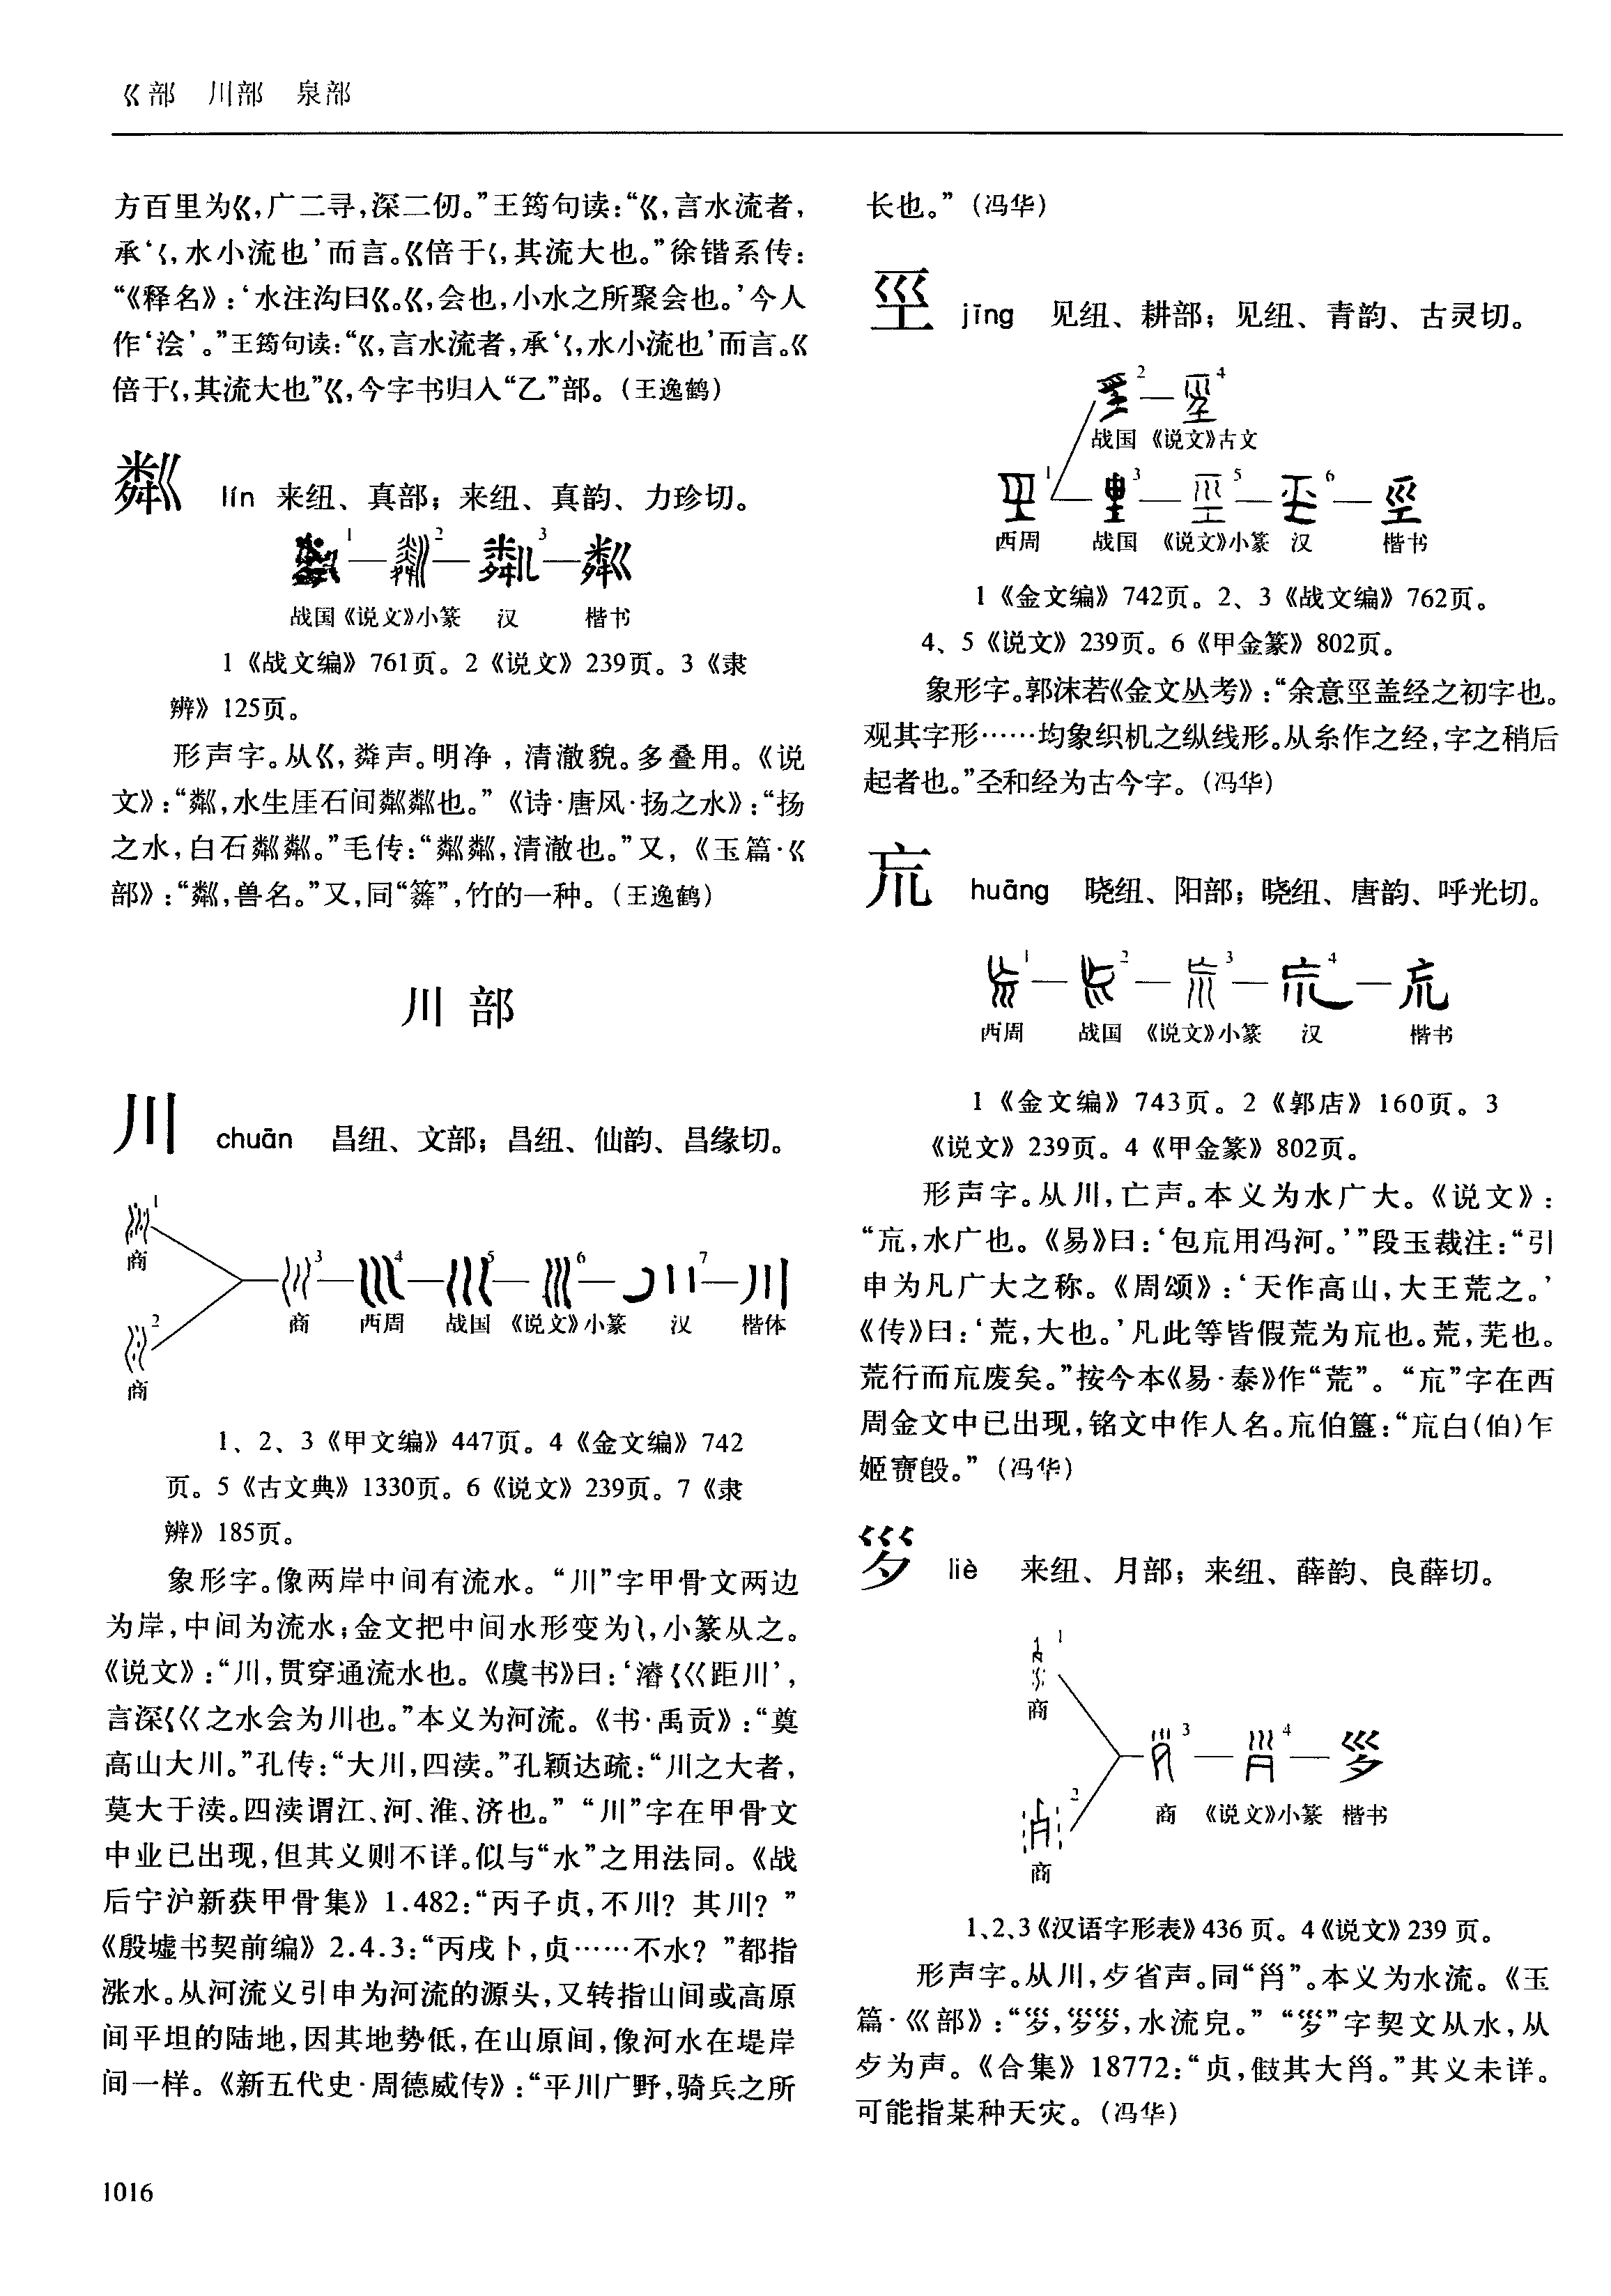 巜部 川部 泉部
方百里为巜,广二寻,深二仞。”王筠句读:“巜,言水流者,
承‘𡿨,水小流也’而言。巜倍于𡿨,其流大也。”徐锴系传:
“《释名》:‘水注沟曰巜。巜,会也,小水之所聚会也。’今人
作‘浍’。”王筠句读:“巜,言水流者,承‘𡿨,水小流也’而言。巜
倍于𡿨,其流大也”巜,今字书归入“乙”部。(王逸鹤)
粼 lín 来纽、真部;来纽、真韵、力珍切。
1 2 3
战国 《说文》小篆 汉 楷书
1《战文编》761页。2《说文》239页。3《隶
辨》125页。
形声字。从巜,粦声。明净,清澈貌。多叠用。《说
文》:“粼,水生厓石间粼粼也。”《诗·唐风·扬之水》:“扬
之水,白石粼粼。”毛传:“粼粼,清澈也。”又,《玉篇·巜
部》:“粼,兽名。”又,同“䉮”,竹的一种。(王逸鹤)
川部
川 chuān 昌纽、文部;昌纽、仙韵、昌缘切。
1
商
3 4 5 6 7 川
商 西周 战国 《说文》小篆 汉 楷体
2
商
1、2、3《甲文编》447页。4《金文编》742
页。5《古文典》1330页。6《说文》239页。7《隶
辨》185页。
象形字。像两岸中间有流水。“川”字甲骨文两边
为岸,中间为流水;金文把中间水形变为㇅,小篆从之。
《说文》:“川,贯穿通流水也。《虞书》曰:‘濬𡿨巜距川’,
言深𡿨巜之水会为川也。”本义为河流。《书·禹贡》:“奠
高山大川。”孔传:“大川,四渎。”孔颖达疏:“川之大者,
莫大于渎。四渎谓江、河、淮、济也。”“川”字在甲骨文
中业已出现,但其义则不详。似与“水”之用法同。《战
后宁沪新获甲骨集》1.482:“丙子贞,不川?其川?”
《殷墟书契前编》2.4.3:“丙戌卜,贞……不水?”都指
涨水。从河流义引申为河流的源头,又转指山间或高原
间平坦的陆地,因其地势低,在山原间,像河水在堤岸
间一样。《新五代史·周德威传》:“平川广野,骑兵之所
长也。”(冯华)
巠 jīng 见纽、耕部;见纽、青韵、古灵切。
2 4
战国 《说文》古文
1 3 5 6 巠
西周 战国 《说文》小篆 汉 楷书
1《金文编》742页。2、3《战文编》762页。
4、5《说文》239页。6《甲金篆》802页。
象形字。郭沫若《金文丛考》:“余意巠盖经之初字也。
观其字形……均象织机之纵线形。从糸作之经,字之稍后
起者也。”圣和经为古今字。(冯华)
巟 huāng 晓纽、阳部;晓纽、唐韵、呼光切。
1 2 3 4 巟
西周 战国 《说文》小篆 汉 楷书
1《金文编》743页。2《郭店》160页。3
《说文》239页。4《甲金篆》802页。
形声字。从川,亡声。本义为水广大。《说文》:
“巟,水广也。《易》曰:‘包巟用冯河。’”段玉裁注:“引
申为凡广大之称。《周颂》:‘天作高山,大王荒之。’
《传》曰:‘荒,大也。’凡此等皆假荒为巟也。荒,芜也。
荒行而巟废矣。”按今本《易·泰》作“荒”。“巟”字在西
周金文中已出现,铭文中作人名。巟伯簋:“巟白(伯)乍
姬寶𣪘。”(冯华)
𡿪 liè 来纽、月部;来纽、薛韵、良薛切。
1
商
3 4 𡿪
商 《说文》小篆 楷书
2
商
1、2、3《汉语字形表》436页。4《说文》239页。
形声字。从川,歺省声。同“𡿪”。本义为水流。《玉
篇·巛部》:“𡿪,𡿪𡿪,水流皃。”“𡿪”字契文从水,从
歺为声。《合集》18772:“贞,㪣其大𡿪。”其义未详。
可能指某种天灾。(冯华)
1016